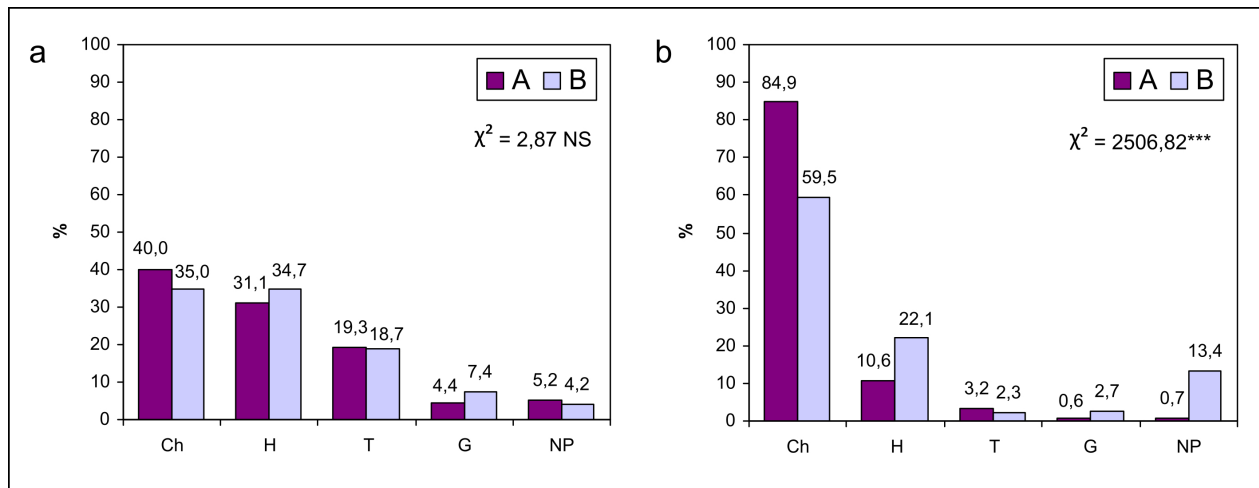 a
100
90
80
70
60
50
40
30
20
10
0
%
A B
χ² = 2,87 NS
40,0 35,0 31,1 34,7 19,3 18,7 4,4 7,4 5,2 4,2
Ch H T G NP
b
100
90
80
70
60
50
40
30
20
10
0
%
A B
χ² = 2506,82***
84,9 59,5 10,6 22,1 3,2 2,3 0,6 2,7 0,7 13,4
Ch H T G NP